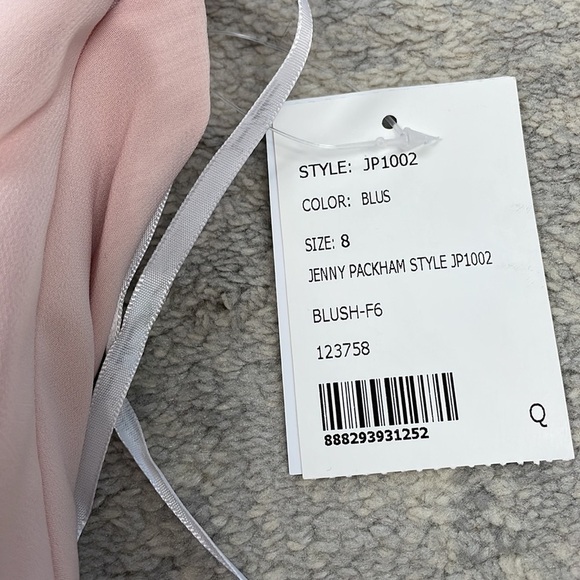 STYLE: JP1002
COLOR: BLUS
SIZE: 8
JENNY PACKHAM STYLE JP1002
BLUSH-F6
123758
888293931252
Q